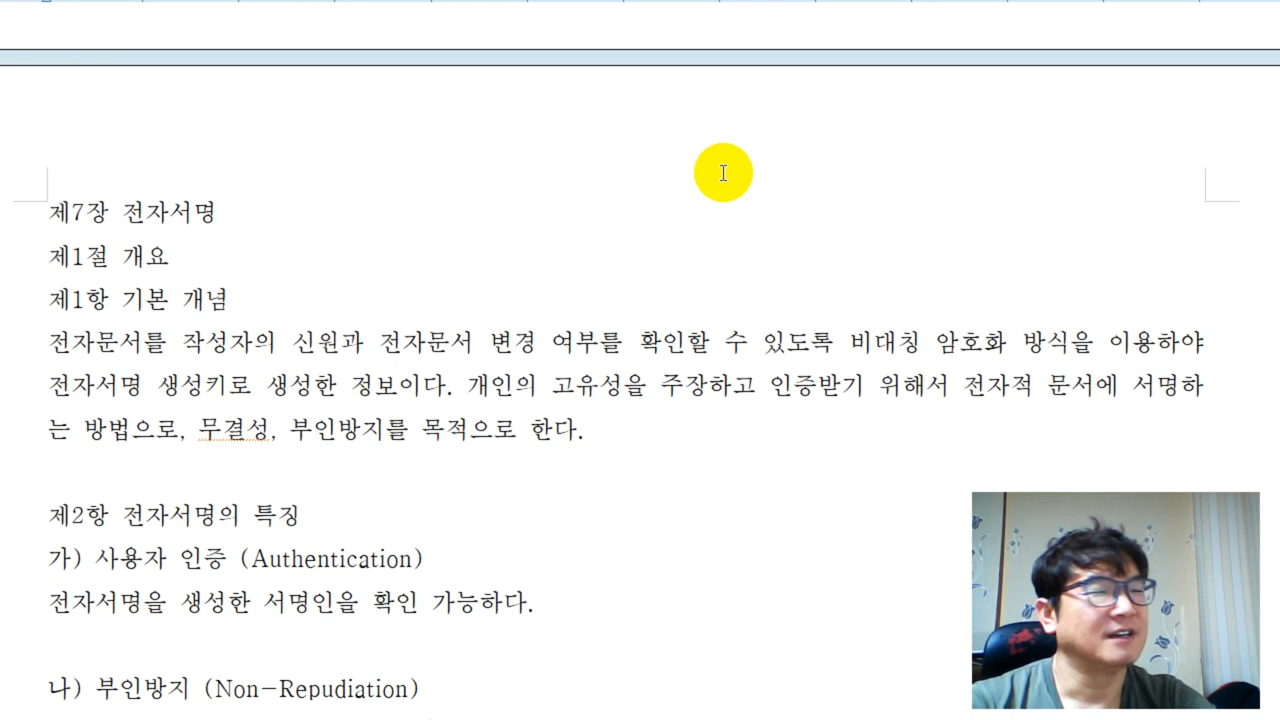 제7장 전자서명
제1절 개요
제1항 기본 개념
전자문서를 작성자의 신원과 전자문서 변경 여부를 확인할 수 있도록 비대칭 암호화 방식을 이용하야
전자서명 생성키로 생성한 정보이다. 개인의 고유성을 주장하고 인증받기 위해서 전자적 문서에 서명하
는 방법으로, 무결성, 부인방지를 목적으로 한다.
제2항 전자서명의 특징
가) 사용자 인증 (Authentication)
전자서명을 생성한 서명인을 확인 가능하다.
나) 부인방지 (Non-Repudiation)